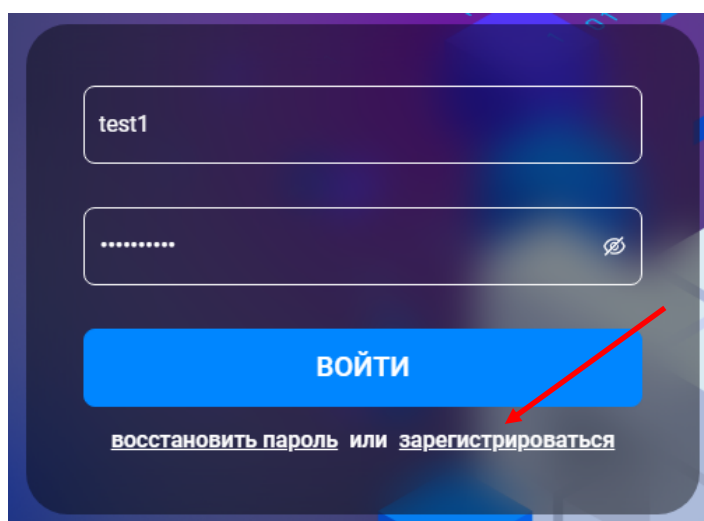 test1
••••••••••
ВОЙТИ
восстановить пароль или зарегистрироваться